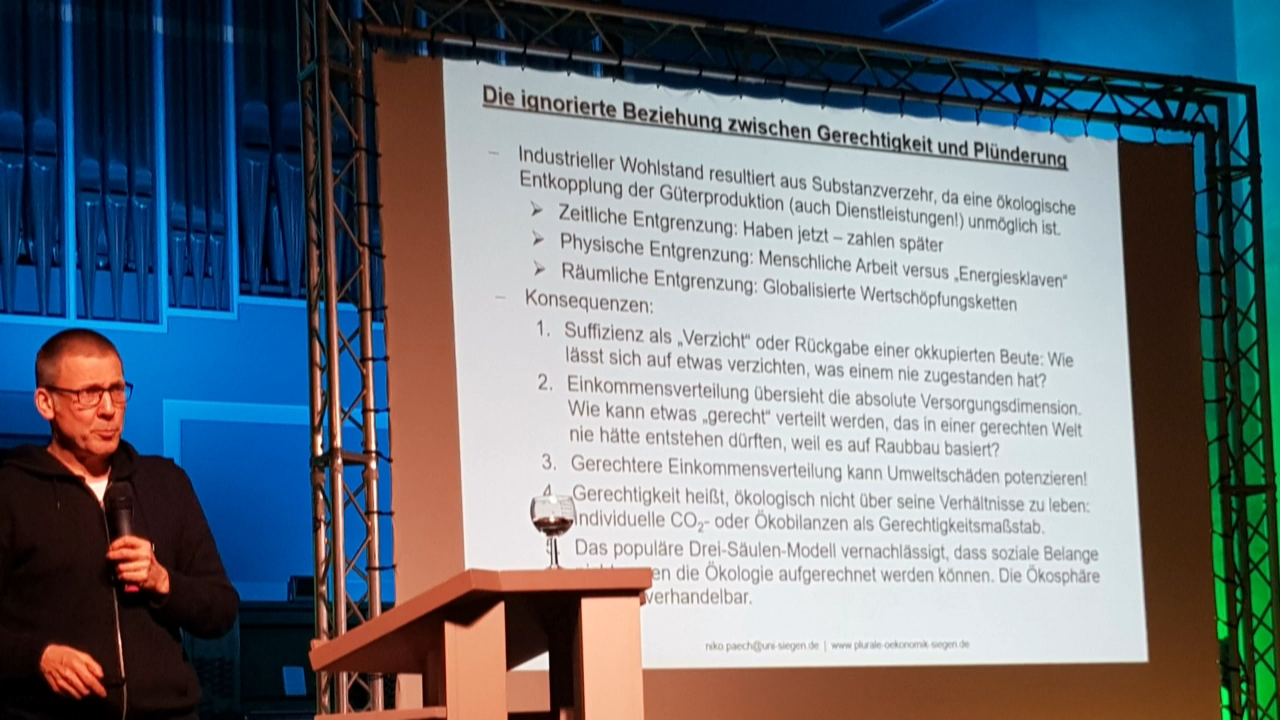 Die ignorierte Beziehung zwischen Gerechtigkeit und Plünderung
– Industrieller Wohlstand resultiert aus Substanzverzehr, da eine ökologische
Entkopplung der Güterproduktion (auch Dienstleistungen!) unmöglich ist.
➢ Zeitliche Entgrenzung: Haben jetzt – zahlen später
➢ Physische Entgrenzung: Menschliche Arbeit versus „Energiesklaven“
➢ Räumliche Entgrenzung: Globalisierte Wertschöpfungsketten
– Konsequenzen:
1. Suffizienz als „Verzicht“ oder Rückgabe einer okkupierten Beute: Wie
lässt sich auf etwas verzichten, was einem nie zugestanden hat?
2. Einkommensverteilung übersieht die absolute Versorgungsdimension.
Wie kann etwas „gerecht“ verteilt werden, das in einer gerechten Welt
nie hätte entstehen dürften, weil es auf Raubbau basiert?
3. Gerechtere Einkommensverteilung kann Umweltschäden potenzieren!
4. Gerechtigkeit heißt, ökologisch nicht über seine Verhältnisse zu leben:
Individuelle CO₂- oder Ökobilanzen als Gerechtigkeitsmaßstab.
5. Das populäre Drei-Säulen-Modell vernachlässigt, dass soziale Belange
en die Ökologie aufgerechnet werden können. Die Ökosphäre
verhandelbar.
niko.paech@uni-siegen.de | www.plurale-oekonomik-siegen.de